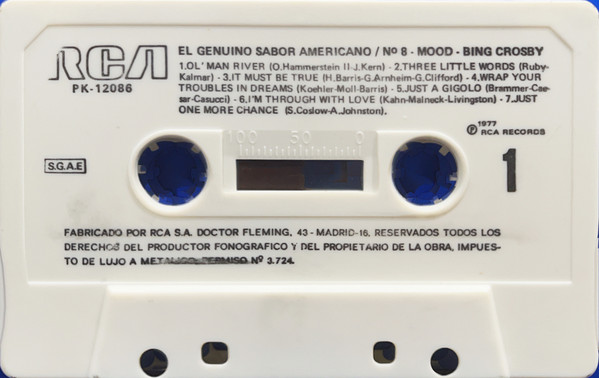 RCA
PK-12086
EL GENUINO SABOR AMERICANO / Nº 8 - MOOD - BING CROSBY
1.OL' MAN RIVER (O.Hammerstein II-J.Kern) - 2.THREE LITTLE WORDS (Ruby-
Kalmar) - 3.IT MUST BE TRUE (H.Barris-G.Arnheim-G.Clifford) - 4.WRAP YOUR
TROUBLES IN DREAMS (Koehler-Moll-Barris) - 5.JUST A GIGOLO (Brammer-Cae-
sar-Casucci) - 6.I'M THROUGH WITH LOVE (Kahn-Malneck-Livingston) - 7.JUST
ONE MORE CHANCE (S.Coslow-A.Johnston).
100 50 0
℗ 1977
RCA RECORDS
S.G.A.E
1
FABRICADO POR RCA S.A. DOCTOR FLEMING, 43 - MADRID-16. RESERVADOS TODOS LOS
DERECHOS DEL PRODUCTOR FONOGRAFICO Y DEL PROPIETARIO DE LA OBRA. IMPUES-
TO DE LUJO A METALICO-PERMISO Nº 3.724.